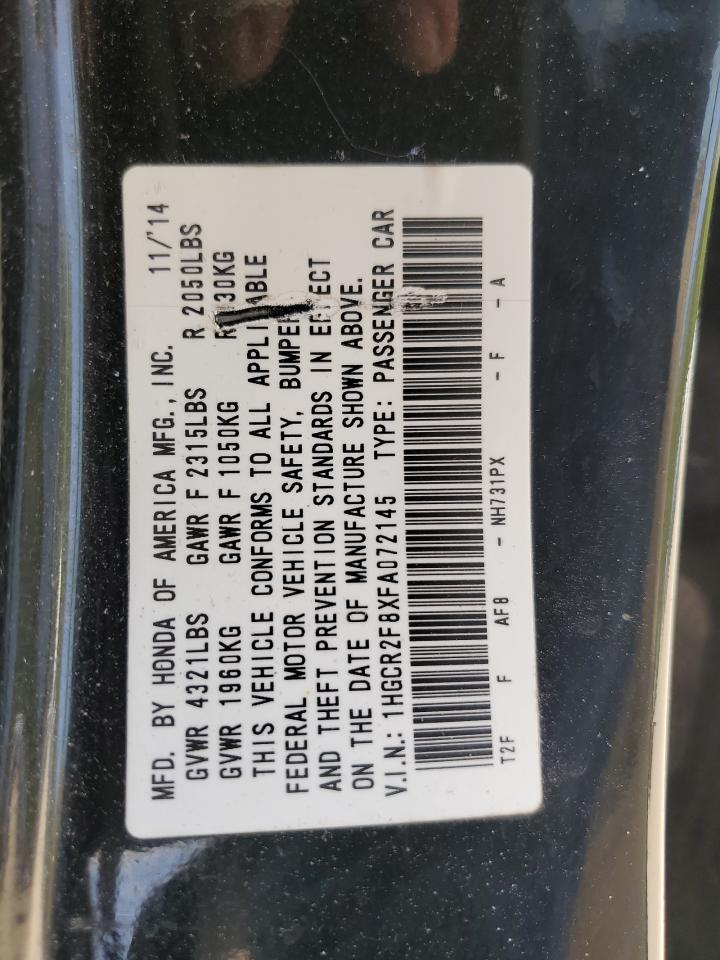 MFD. BY HONDA OF AMERICA MFG., INC. 11/'14
GVWR 4321LBS GAWR F 2315LBS R 2050LBS
GVWR 1960KG GAWR F 1050KG
THIS VEHICLE CONFORMS TO ALL
FEDERAL MOTOR VEHICLE SAFETY, BUMPER
AND THEFT PREVENTION STANDARDS IN EFFECT
ON THE DATE OF MANUFACTURE SHOWN ABOVE.
V.I.N.: 1HGCR2F8XFA072145 TYPE: PASSENGER CAR
T2F F AF8 - NH731PX - F - A